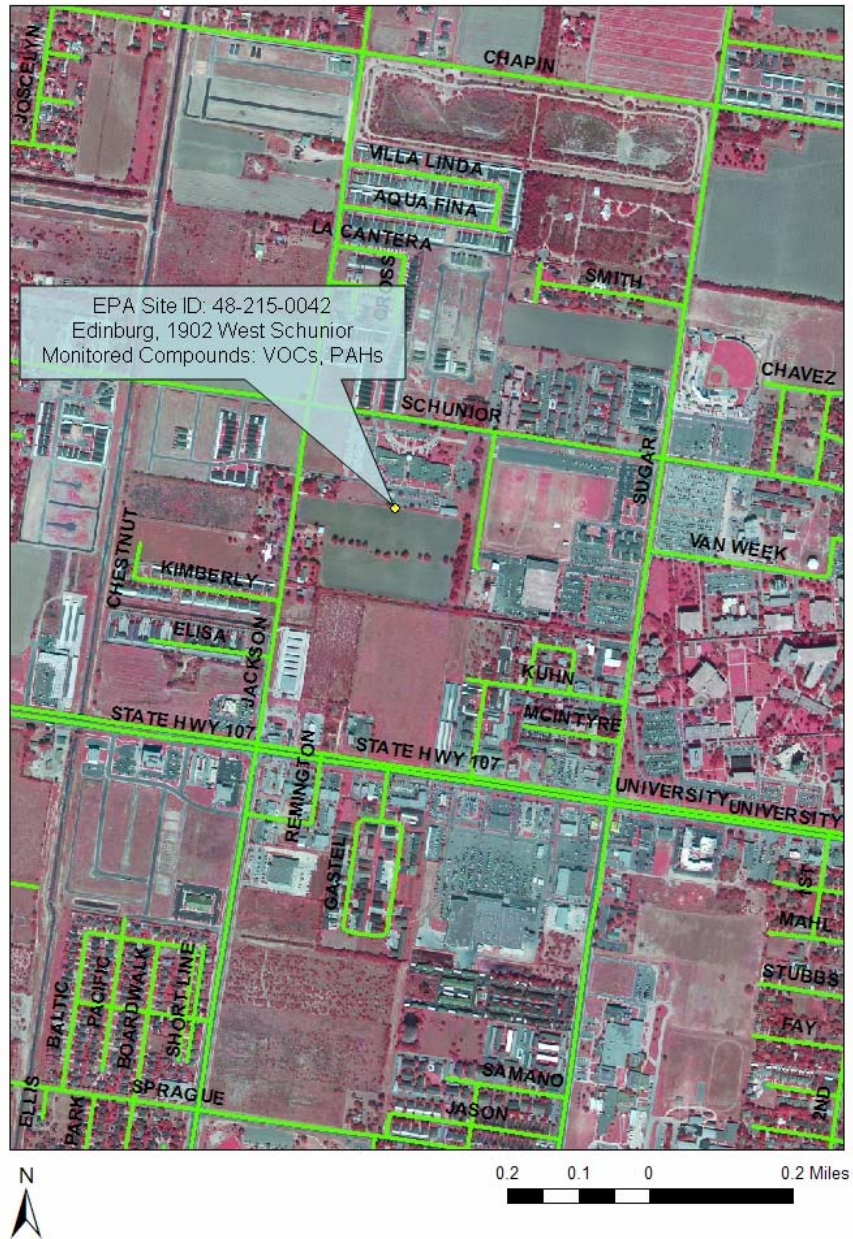 CHAPIN
JOSCELYN
VILLA LINDA
AQUA FINA
LA CANTERA
CROSS
SMITH
EPA Site ID: 48-215-0042
Edinburg, 1902 West Schunior
Monitored Compounds: VOCs, PAHs
CHAVEZ
SCHUNIOR
SUGAR
VAN WEEK
CHESTNUT
KIMBERLY
ELISA
JACKSON
KUHN
MCINTYRE
STATE HWY 107
STATE HWY 107
REMINGTON
UNIVERSITY
UNIVERSITY
GASTEL
1ST
MAHL
STUBBS
BALTIC
PACIFIC
BOARDWALK
SHORT LINE
FAY
SAMANO
ELLIS
PARK
SPRAGUE
JASON
2ND
N
0.2 0.1 0 0.2 Miles